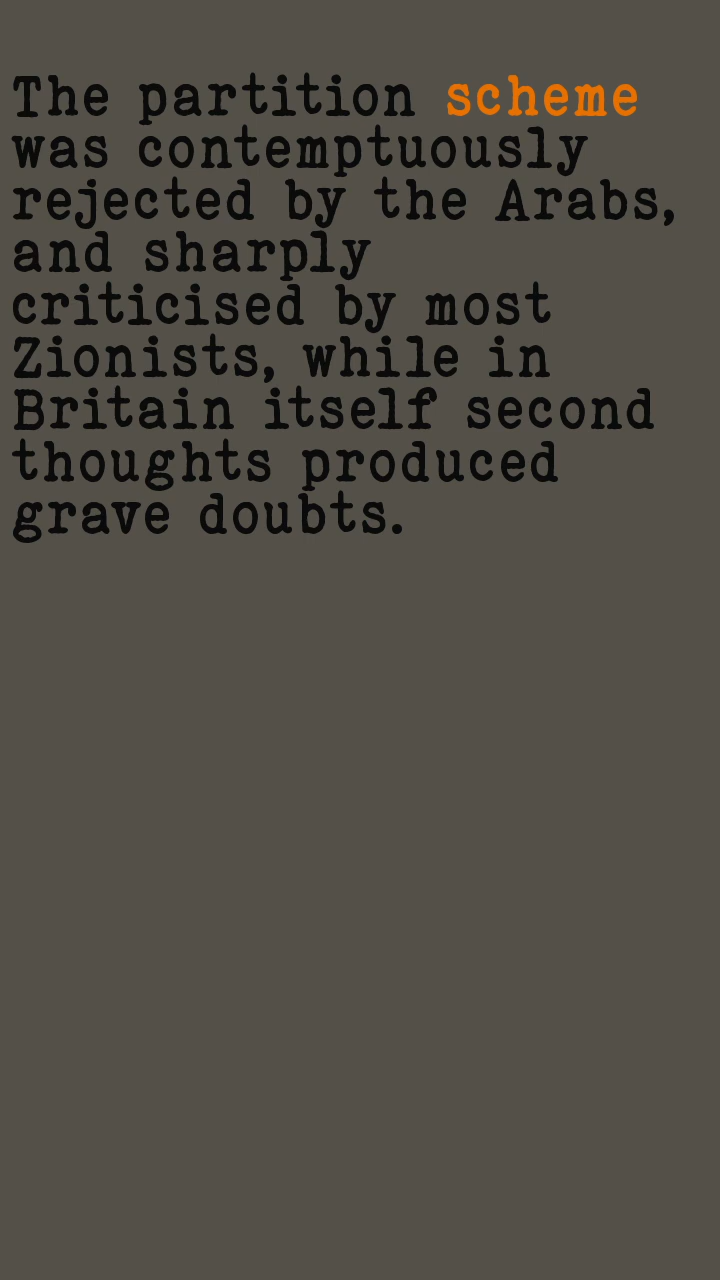 The partition scheme
was contemptuously
rejected by the Arabs,
and sharply
criticised by most
Zionists, while in
Britain itself second
thoughts produced
grave doubts.